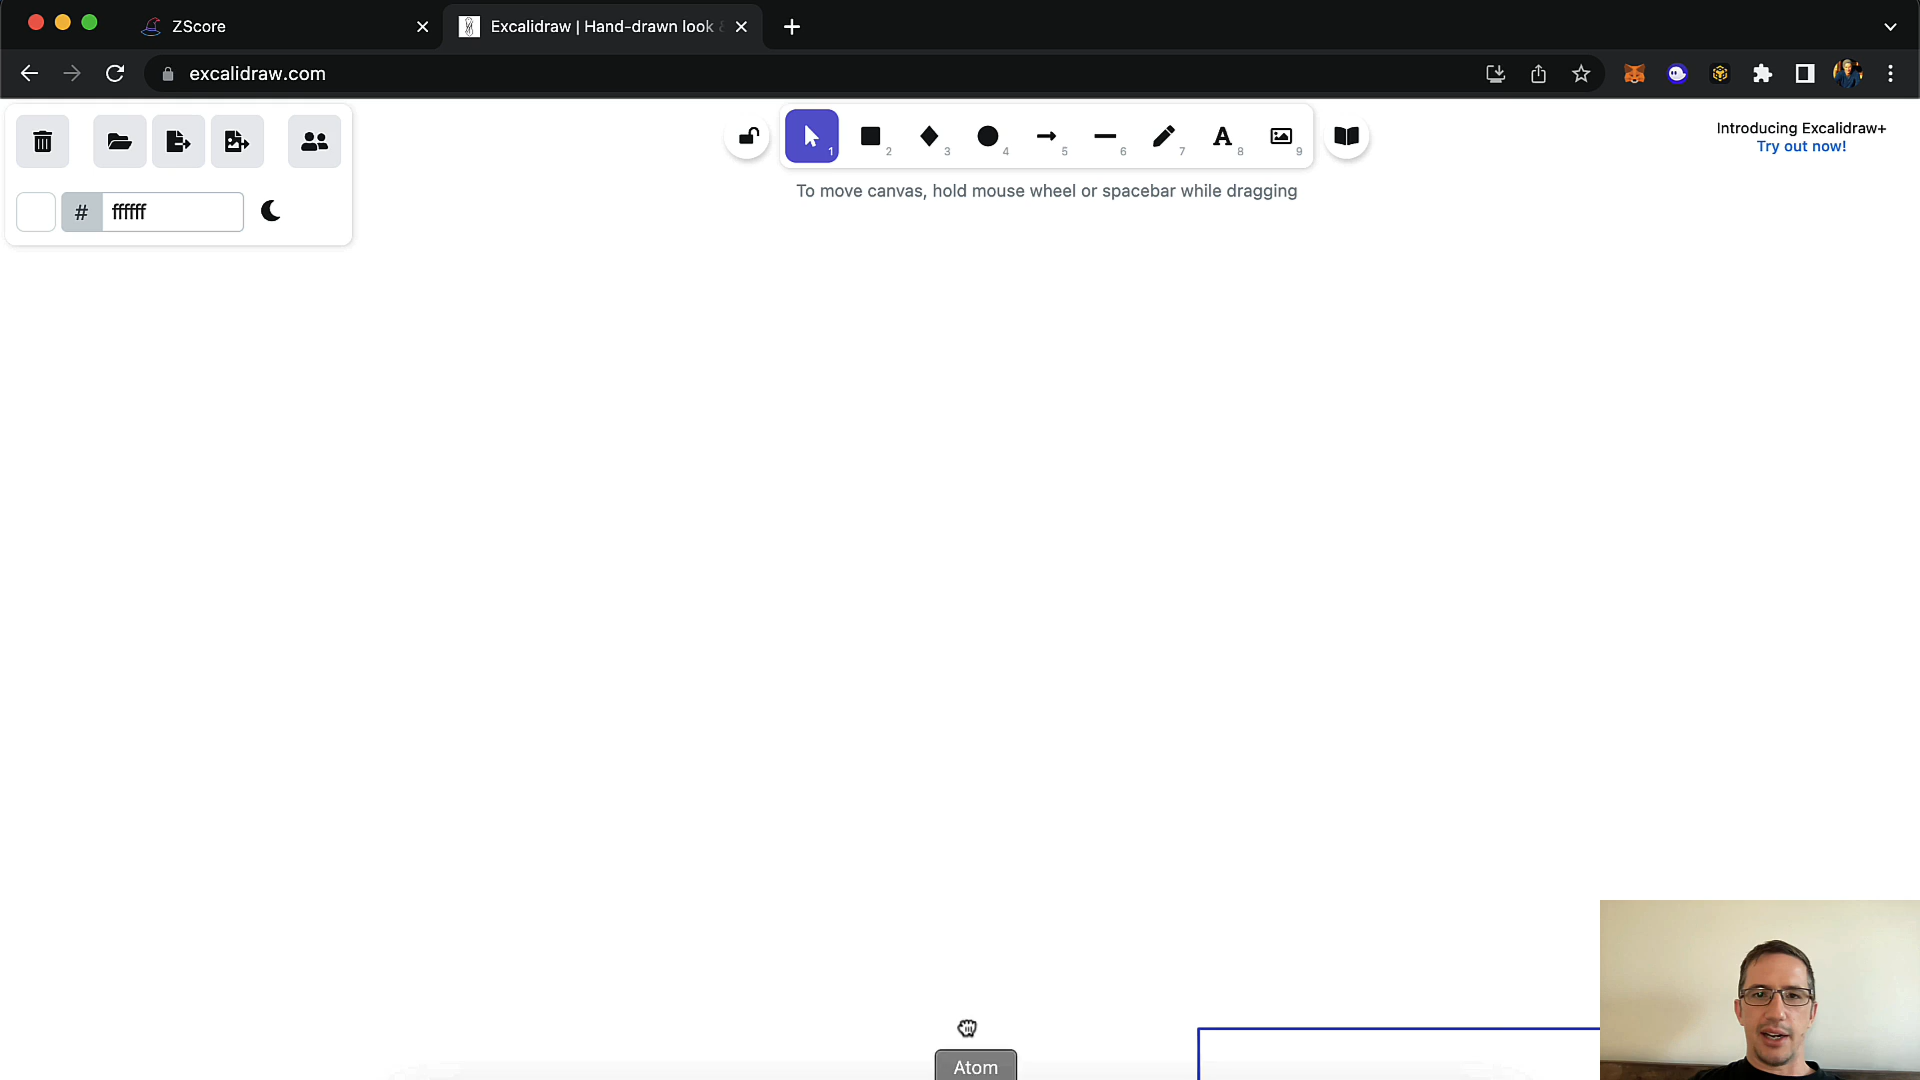 ZScore
Excalidraw | Hand-drawn look
excalidraw.com
1
2
3
4
5
6
7
8
9
Introducing Excalidraw+
Try out now!
To move canvas, hold mouse wheel or spacebar while dragging
# ffffff
Atom